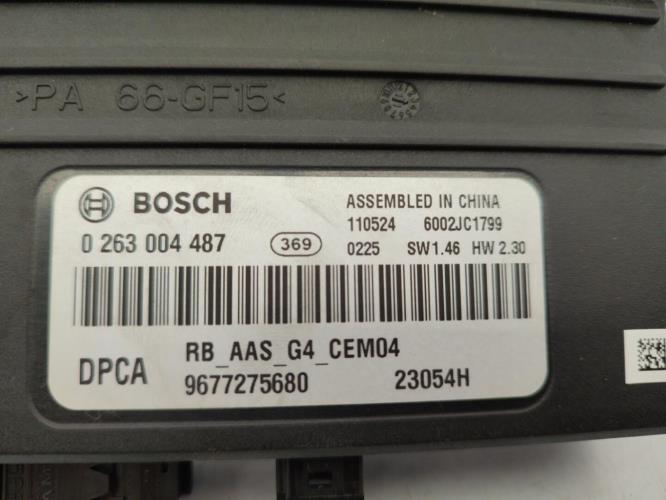 >PA 66-GF15<
BOSCH
ASSEMBLED IN CHINA
110524 6002JC1799
0 263 004 487 369 0225 SW1.46 HW 2.30
RB_AAS_G4_CEM04
DPCA
9677275680 23054H